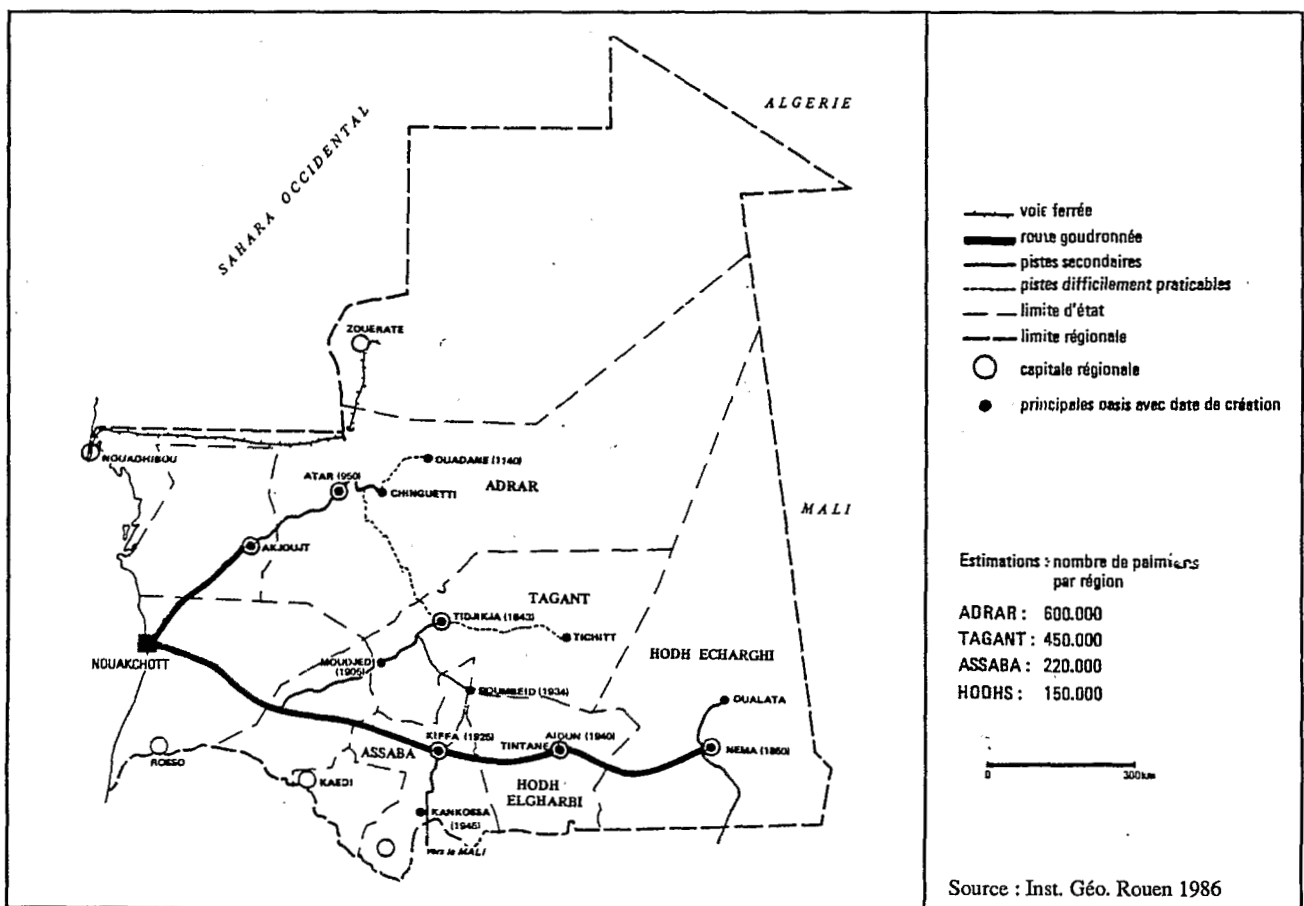 ALGERIE
SAHARA OCCIDENTAL
ZOUERATE
NOUADHIBOU
OUADANE (1140)
ATAR (950)
CHINGUETTI
ADRAR
AKJOUJT
MALI
TAGANT
TIDJIKJA (1643)
TICHITT
NOUAKCHOTT
MOUDJEDJ
(1905)
HODH ECHARGHI
BOUMBEID (1934)
OUALATA
KIFFA (1925)
AIOUN (1940)
TINTANE
NEMA (1860)
ROSSO
ASSABA
KAEDI
HODH
ELGHARBI
KANKOSSA
(1945)
vers le MALI
voie ferrée
route goudronnée
pistes secondaires
pistes difficilement praticables
limite d'état
limite régionale
capitale régionale
principales oasis avec date de création
Estimations : nombre de palmiers
par région
ADRAR : 600.000
TAGANT : 450.000
ASSABA : 220.000
HODHS : 150.000
0 300km
Source : Inst. Géo. Rouen 1986